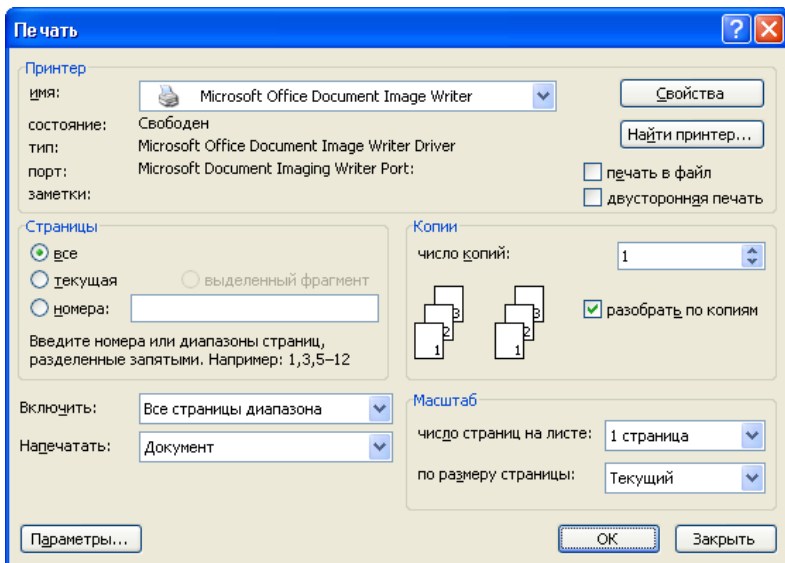 Печать
Принтер
имя: Microsoft Office Document Image Writer Свойства
состояние: Свободен
тип: Microsoft Office Document Image Writer Driver Найти принтер...
порт: Microsoft Document Imaging Writer Port: печать в файл
заметки: двусторонняя печать
Страницы
все
текущая выделенный фрагмент
номера:
Введите номера или диапазоны страниц,
разделенные запятыми. Например: 1,3,5–12
Копии
число копий: 1
3 3
2 2
1 1
разобрать по копиям
Включить: Все страницы диапазона
Напечатать: Документ
Масштаб
число страниц на листе: 1 страница
по размеру страницы: Текущий
Параметры... ОК Закрыть